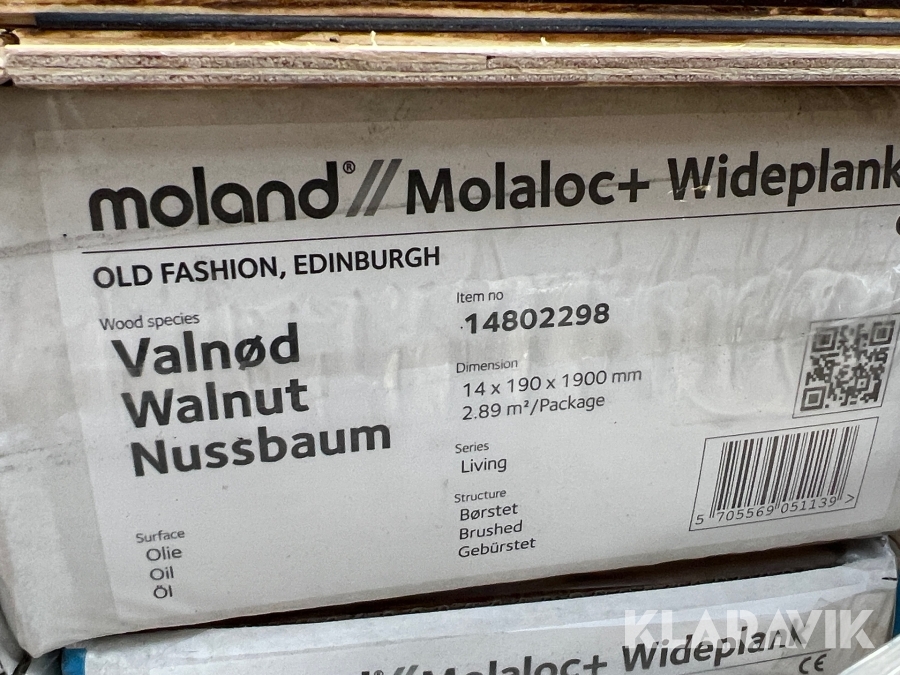 moland®// Molaloc+ Wideplank
OLD FASHION, EDINBURGH
Wood species
Valnød
Walnut
Nussbaum
Surface
Olie
Oil
Öl
Item no
14802298
Dimension
14 x 190 x 1900 mm
2.89 m²/Package
Series
Living
Structure
Børstet
Brushed
Gebürstet
5 705569 051139 >
KLARAVIK
Molaloc+ Wideplank
CE